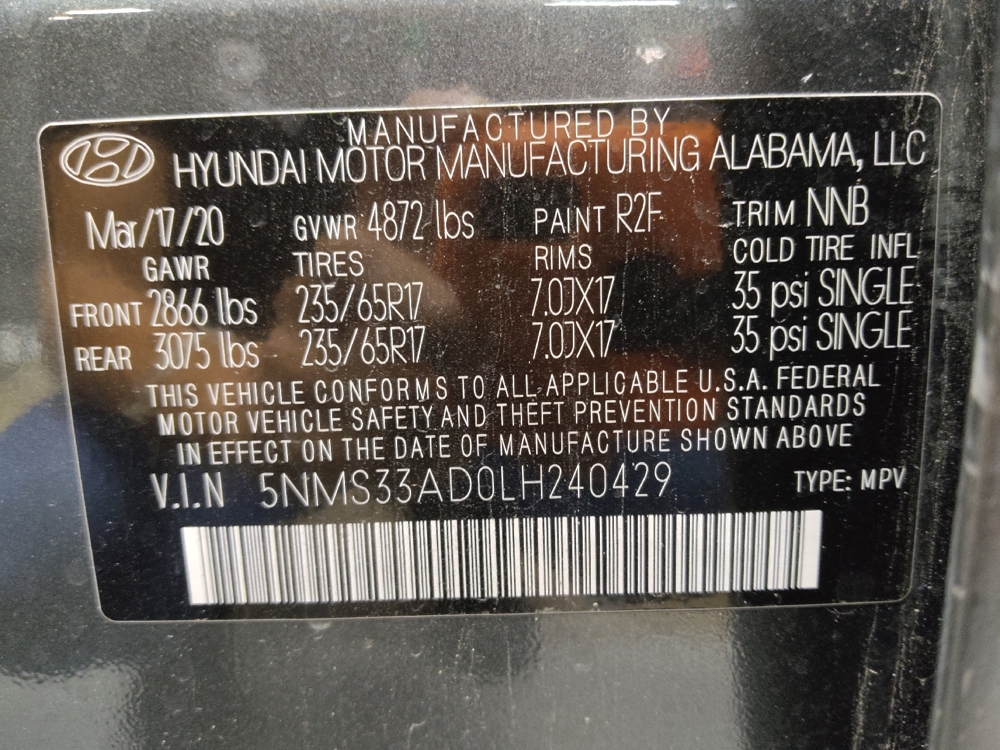 MANUFACTURED BY
HYUNDAI MOTOR MANUFACTURING ALABAMA, LLC
Mar/17/20 GVWR 4872 lbs PAINT R2F TRIM NNB
GAWR TIRES RIMS COLD TIRE INFL
FRONT 2866 lbs 235/65R17 7.0JX17 35 psi SINGLE
REAR 3075 lbs 235/65R17 7.0JX17 35 psi SINGLE
THIS VEHICLE CONFORMS TO ALL APPLICABLE U.S.A. FEDERAL
MOTOR VEHICLE SAFETY AND THEFT PREVENTION STANDARDS
IN EFFECT ON THE DATE OF MANUFACTURE SHOWN ABOVE
V.I.N 5NMS33AD0LH240429 TYPE: MPV